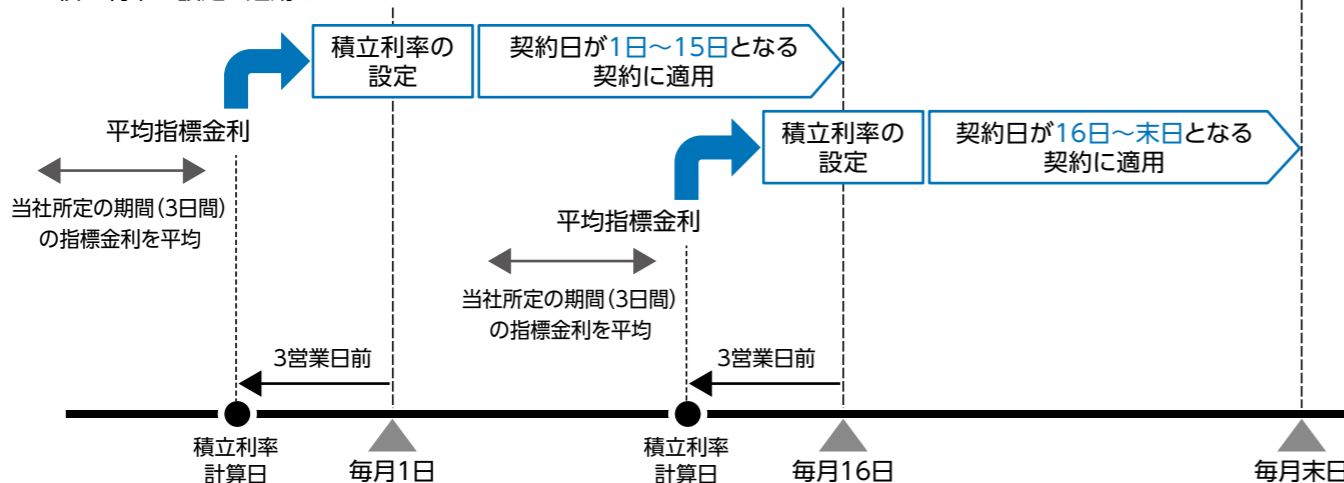 積立利率の
設定
契約日が1日～15日となる
契約に適用
平均指標金利
当社所定の期間（3日間）
の指標金利を平均
積立利率の
設定
契約日が16日～末日となる
契約に適用
平均指標金利
当社所定の期間（3日間）
の指標金利を平均
3営業日前
3営業日前
積立利率
計算日
毎月1日
積立利率
計算日
毎月16日
毎月末日